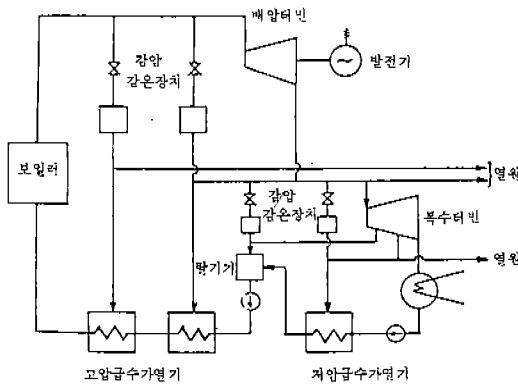 배압터빈
감압
감온장치
발전기
보일러
열원
감압
감온장치
복수터빈
탈기기
열원
고압급수가열기
저압급수가열기